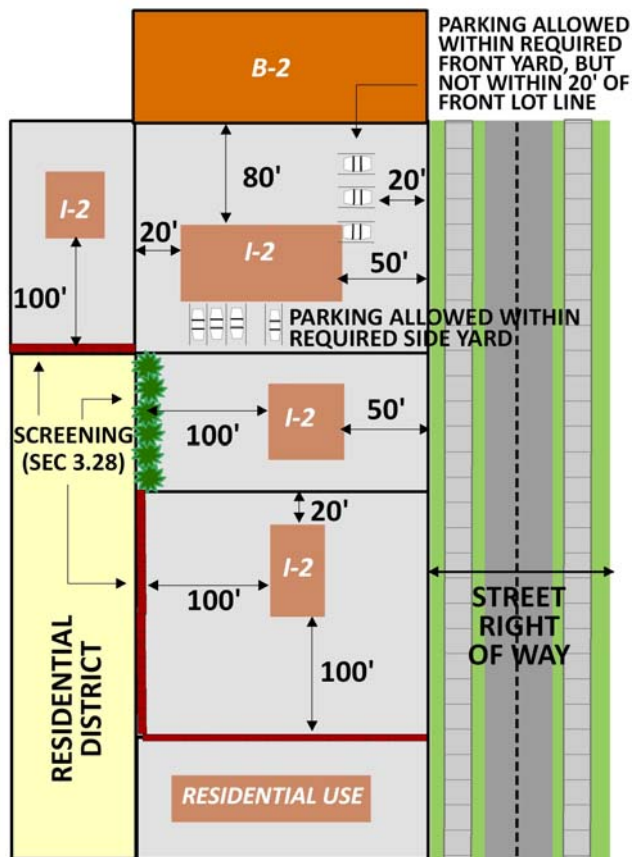 PARKING ALLOWED
WITHIN REQUIRED
FRONT YARD, BUT
NOT WITHIN 20' OF
FRONT LOT LINE
B-2
80'
20'
I-2
20'
I-2
50'
100'
PARKING ALLOWED WITHIN
REQUIRED SIDE YARD
50'
I-2
100'
SCREENING
(SEC 3.28)
20'
I-2
100'
STREET
RIGHT
OF WAY
100'
RESIDENTIAL
DISTRICT
RESIDENTIAL USE